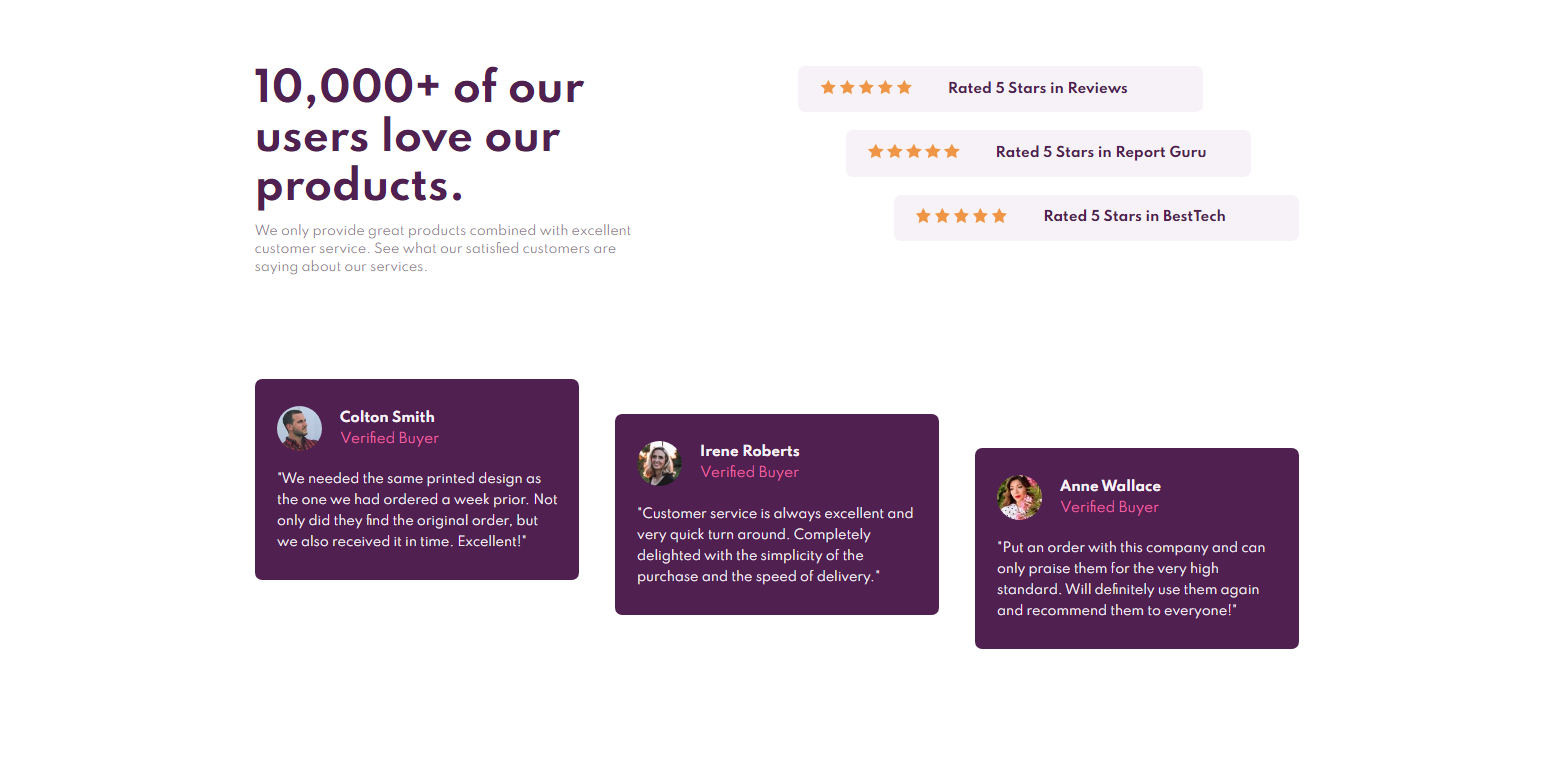 10,000+ of our
users love our
products.
We only provide great products combined with excellent
customer service. See what our satisfied customers are
saying about our services.
Rated 5 Stars in Reviews
Rated 5 Stars in Report Guru
Rated 5 Stars in BestTech
Colton Smith
Verified Buyer
"We needed the same printed design as
the one we had ordered a week prior. Not
only did they find the original order, but
we also received it in time. Excellent!"
Irene Roberts
Verified Buyer
"Customer service is always excellent and
very quick turn around. Completely
delighted with the simplicity of the
purchase and the speed of delivery."
Anne Wallace
Verified Buyer
"Put an order with this company and can
only praise them for the very high
standard. Will definitely use them again
and recommend them to everyone!"